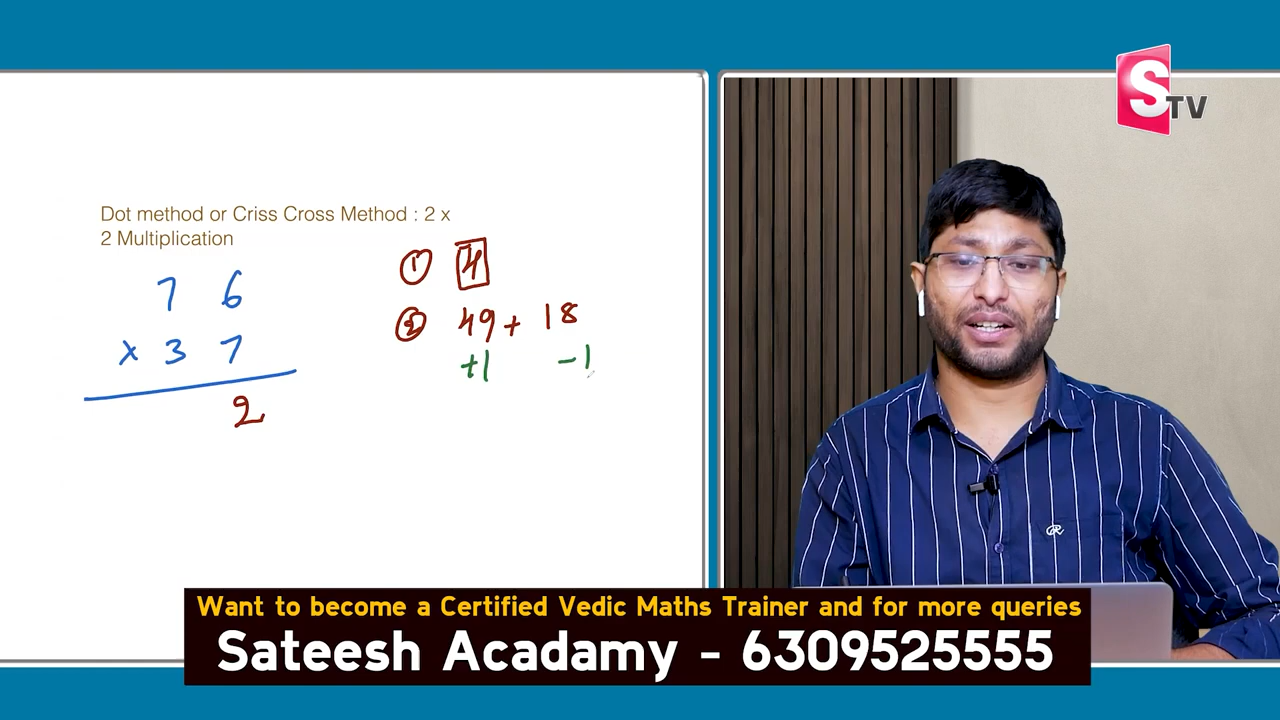 STV
Dot method or Criss Cross Method : 2 x
2 Multiplication
① 4
7 6
② 49 + 18
x 3 7
+1 -1
2
Want to become a Certified Vedic Maths Trainer and for more queries
Sateesh Acadamy - 6309525555